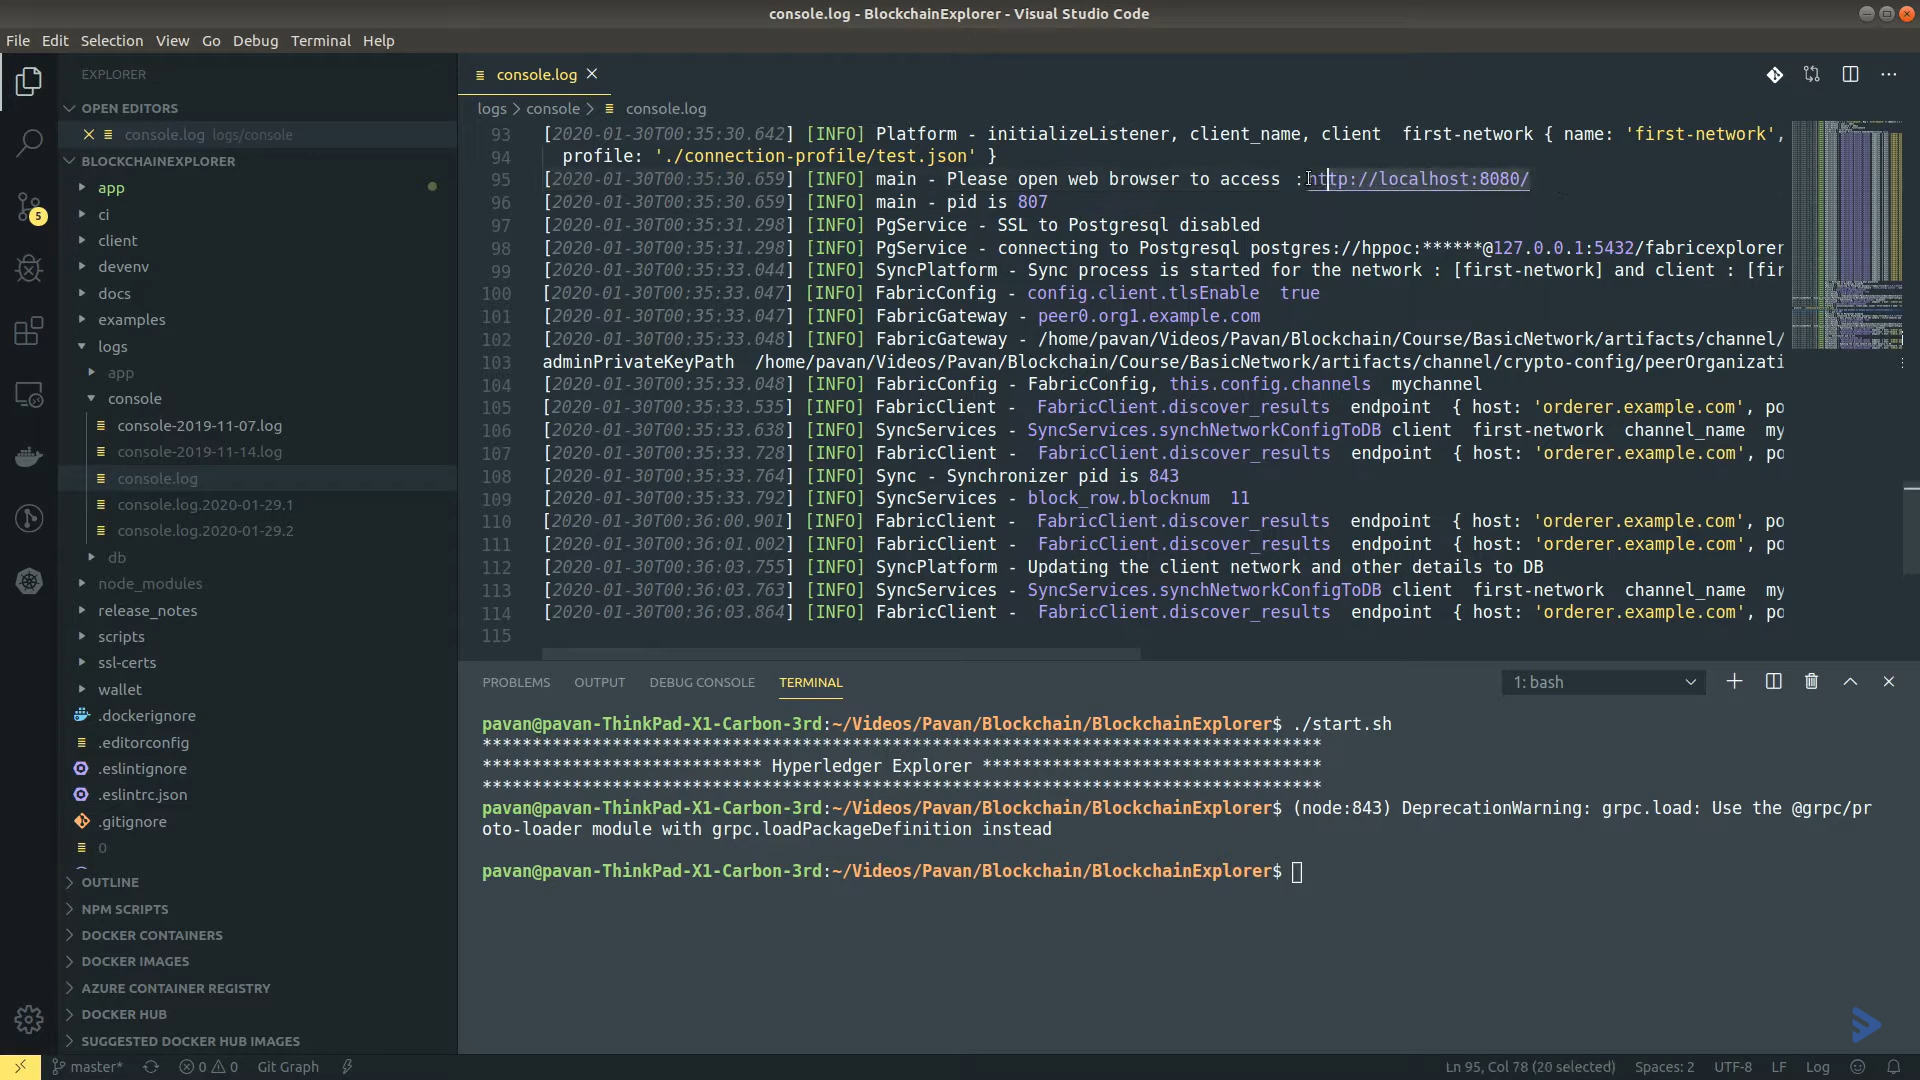 console.log - BlockchainExplorer - Visual Studio Code
File Edit Selection View Go Debug Terminal Help
EXPLORER
OPEN EDITORS
console.log logs/console
BLOCKCHAINEXPLORER
app
ci
client
devenv
docs
examples
logs
app
console
console-2019-11-07.log
console-2019-11-14.log
console.log
console.log.2020-01-29.1
console.log.2020-01-29.2
db
node_modules
release_notes
scripts
ssl-certs
wallet
.dockerignore
.editorconfig
.eslintignore
.eslintrc.json
.gitignore
0
OUTLINE
NPM SCRIPTS
DOCKER CONTAINERS
DOCKER IMAGES
AZURE CONTAINER REGISTRY
DOCKER HUB
SUGGESTED DOCKER HUB IMAGES
5
console.log
logs > console > console.log
93 [2020-01-30T00:35:30.642] [INFO] Platform - initializeListener, client_name, client first-network { name: 'first-network',
94 profile: './connection-profile/test.json' }
95 [2020-01-30T00:35:30.659] [INFO] main - Please open web browser to access :http://localhost:8080/
96 [2020-01-30T00:35:30.659] [INFO] main - pid is 807
97 [2020-01-30T00:35:31.298] [INFO] PgService - SSL to Postgresql disabled
98 [2020-01-30T00:35:31.298] [INFO] PgService - connecting to Postgresql postgres://hppoc:******@127.0.0.1:5432/fabricexplorer
99 [2020-01-30T00:35:33.044] [INFO] SyncPlatform - Sync process is started for the network : [first-network] and client : [fir
100 [2020-01-30T00:35:33.047] [INFO] FabricConfig - config.client.tlsEnable true
101 [2020-01-30T00:35:33.047] [INFO] FabricGateway - peer0.org1.example.com
102 [2020-01-30T00:35:33.048] [INFO] FabricGateway - /home/pavan/Videos/Pavan/Blockchain/Course/BasicNetwork/artifacts/channel/
103 adminPrivateKeyPath /home/pavan/Videos/Pavan/Blockchain/Course/BasicNetwork/artifacts/channel/crypto-config/peerOrganizati
104 [2020-01-30T00:35:33.048] [INFO] FabricConfig - FabricConfig, this.config.channels mychannel
105 [2020-01-30T00:35:33.535] [INFO] FabricClient - FabricClient.discover_results endpoint { host: 'orderer.example.com', po
106 [2020-01-30T00:35:33.638] [INFO] SyncServices - SyncServices.synchNetworkConfigToDB client first-network channel_name my
107 [2020-01-30T00:35:33.728] [INFO] FabricClient - FabricClient.discover_results endpoint { host: 'orderer.example.com', po
108 [2020-01-30T00:35:33.764] [INFO] Sync - Synchronizer pid is 843
109 [2020-01-30T00:35:33.792] [INFO] SyncServices - block_row.blocknum 11
110 [2020-01-30T00:36:00.901] [INFO] FabricClient - FabricClient.discover_results endpoint { host: 'orderer.example.com', po
111 [2020-01-30T00:36:01.002] [INFO] FabricClient - FabricClient.discover_results endpoint { host: 'orderer.example.com', po
112 [2020-01-30T00:36:03.755] [INFO] SyncPlatform - Updating the client network and other details to DB
113 [2020-01-30T00:36:03.763] [INFO] SyncServices - SyncServices.synchNetworkConfigToDB client first-network channel_name my
114 [2020-01-30T00:36:03.864] [INFO] FabricClient - FabricClient.discover_results endpoint { host: 'orderer.example.com', po
115
PROBLEMS OUTPUT DEBUG CONSOLE TERMINAL 1: bash
pavan@pavan-ThinkPad-X1-Carbon-3rd:~/Videos/Pavan/Blockchain/BlockchainExplorer$ ./start.sh
************************************************************************************
**************************** Hyperledger Explorer **********************************
************************************************************************************
pavan@pavan-ThinkPad-X1-Carbon-3rd:~/Videos/Pavan/Blockchain/BlockchainExplorer$ (node:843) DeprecationWarning: grpc.load: Use the @grpc/pr
oto-loader module with grpc.loadPackageDefinition instead
pavan@pavan-ThinkPad-X1-Carbon-3rd:~/Videos/Pavan/Blockchain/BlockchainExplorer$
master* 0 0 Git Graph Ln 95, Col 78 (20 selected) Spaces: 2 UTF-8 LF Log